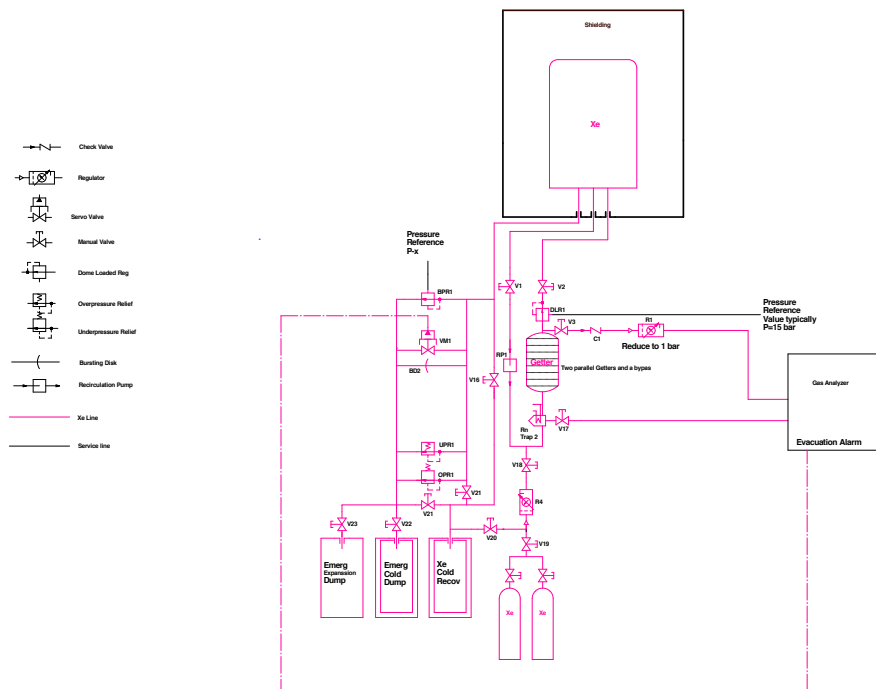 Shielding
Xe
Check Valve
Regulator
Servo Valve
Manual Valve
Dome Loaded Reg
Overpressure Relief
Underpressure Relief
Bursting Disk
Recirculation Pump
Xe Line
Service line
Pressure
Reference
P-x
BPR1
VM1
BD2
V16
UPR1
OPR1
V21
V21
V23
V22
V1
V2
DLR1
V3
C1
R1
Reduce to 1 bar
Pressure
Reference
Value typically
P=15 bar
RP1
Getter
Two parallel Getters and a bypas
Rn
Trap 2
V17
V18
R4
V20
V19
Gas Analyzer
Evacuation Alarm
Emerg
Expanssion
Dump
Emerg
Cold
Dump
Xe
Cold
Recov
Xe
Xe